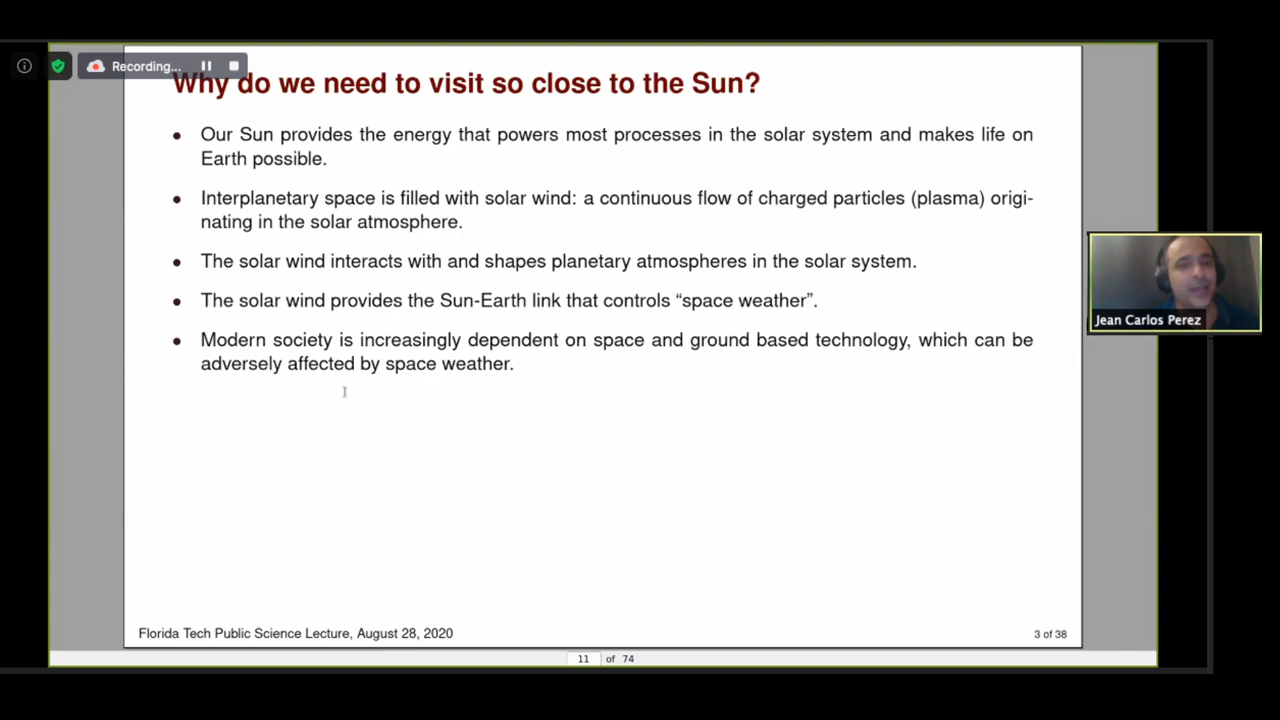 Recording...
Why do we need to visit so close to the Sun?
• Our Sun provides the energy that powers most processes in the solar system and makes life on
Earth possible.
• Interplanetary space is filled with solar wind: a continuous flow of charged particles (plasma) origi-
nating in the solar atmosphere.
• The solar wind interacts with and shapes planetary atmospheres in the solar system.
• The solar wind provides the Sun-Earth link that controls “space weather”.
• Modern society is increasingly dependent on space and ground based technology, which can be
adversely affected by space weather.
Jean Carlos Perez
Florida Tech Public Science Lecture, August 28, 2020
3 of 38
11 of 74